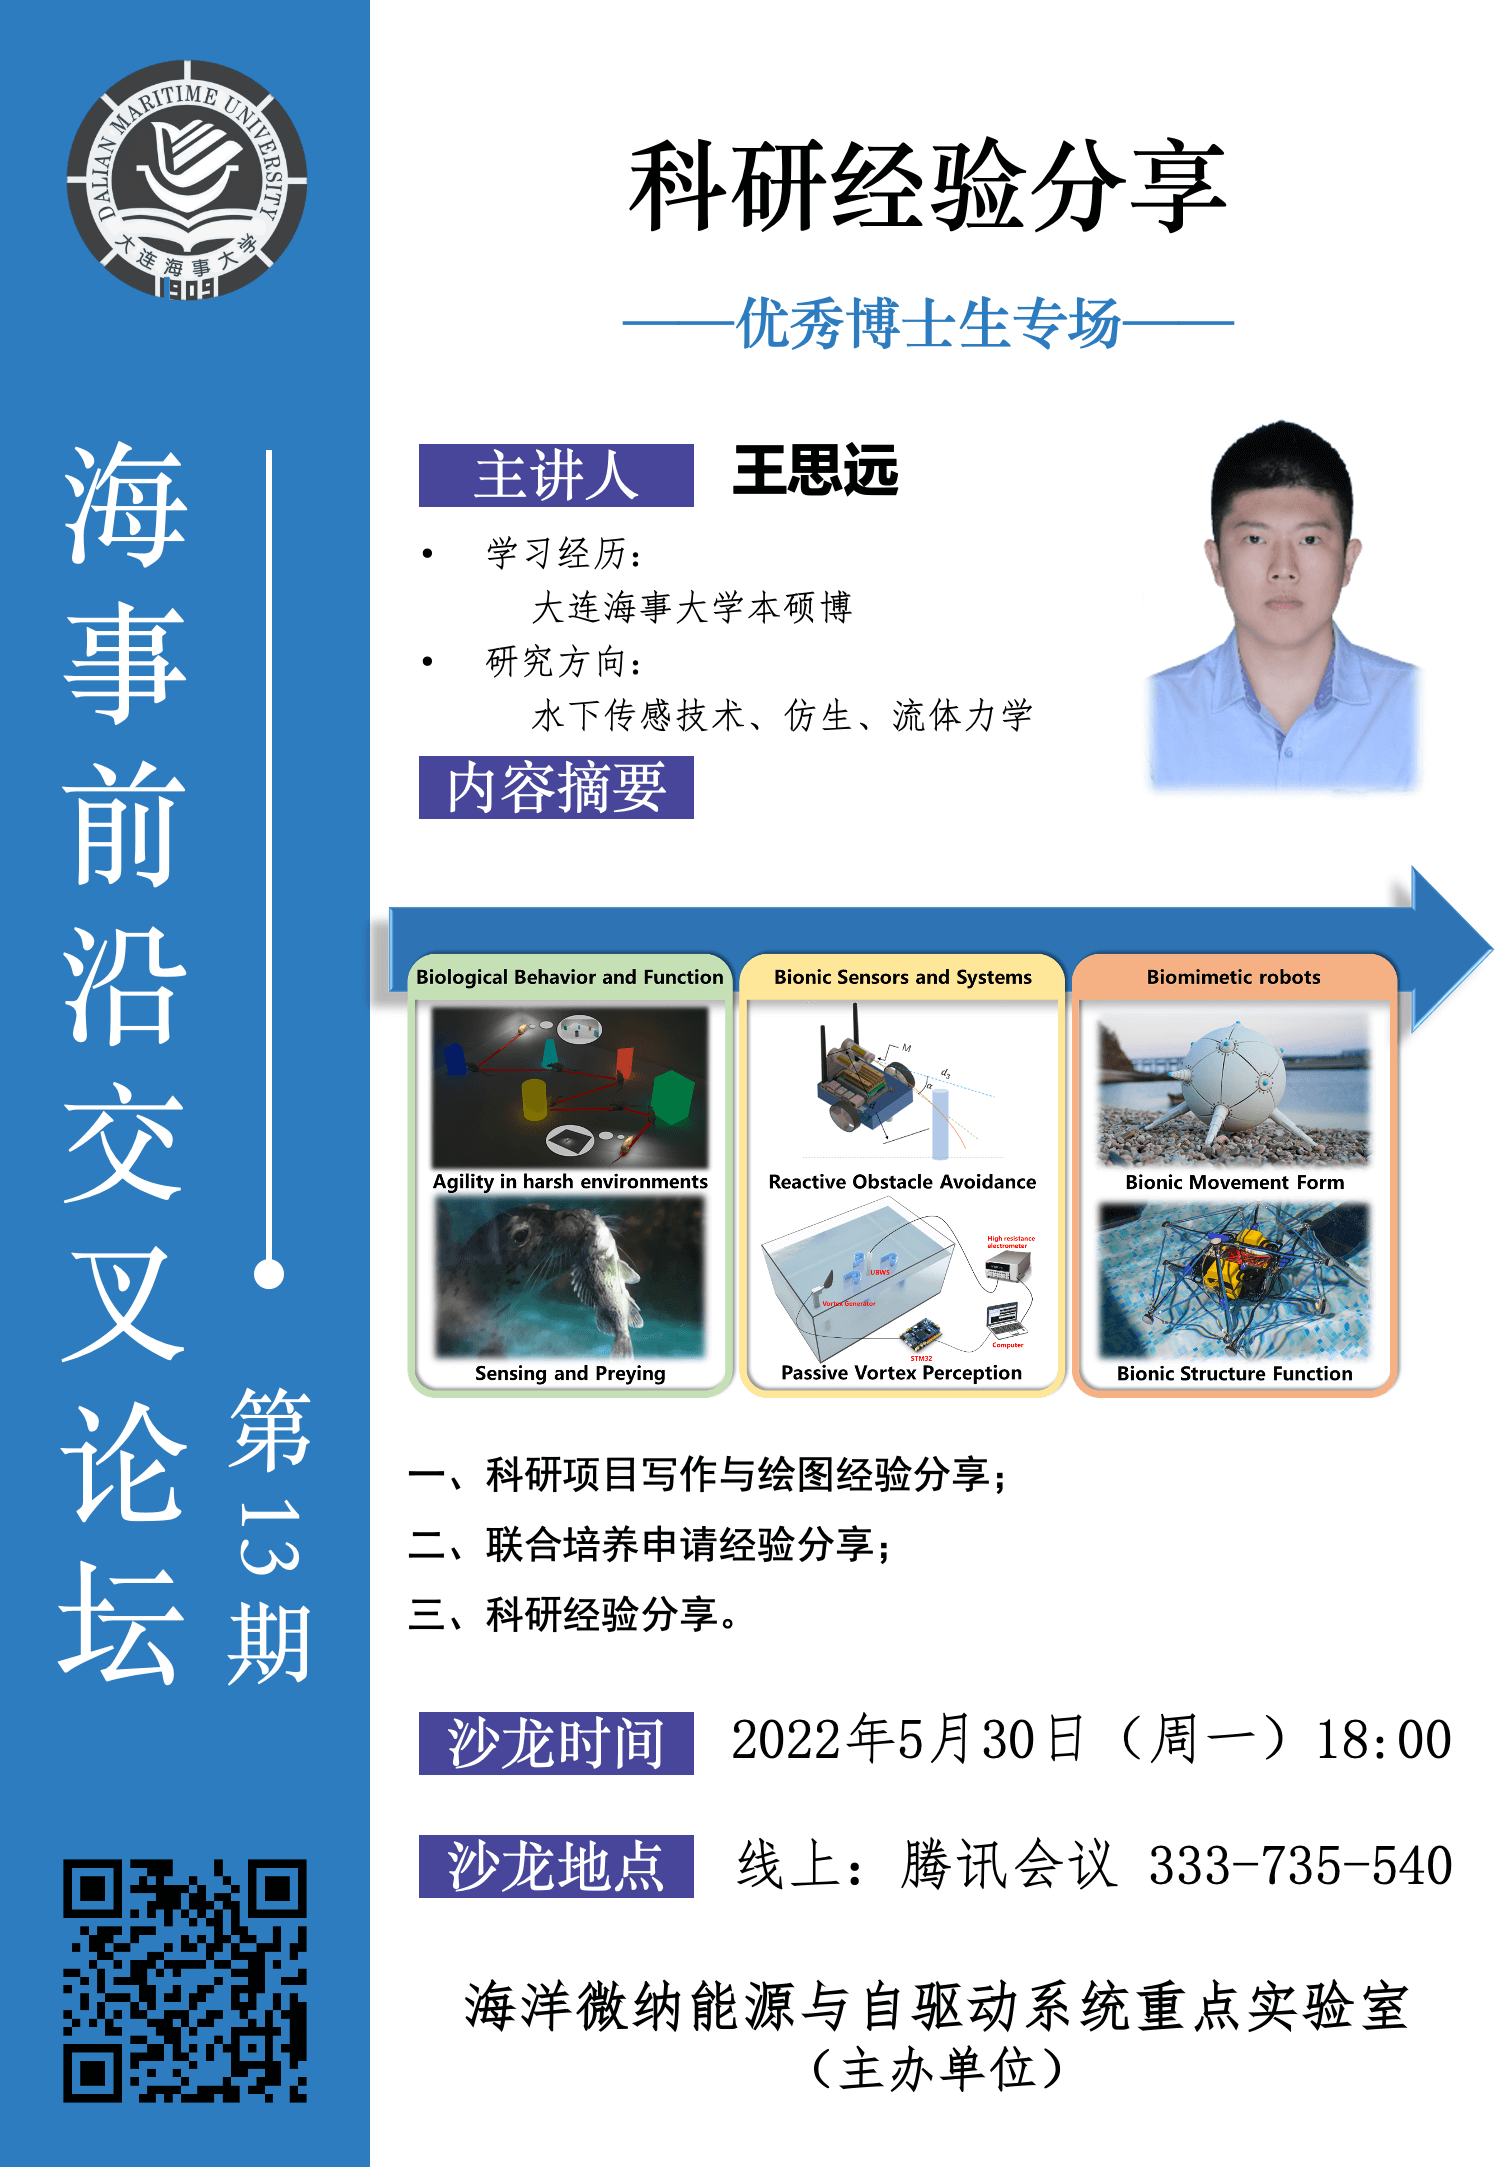 DALIAN MARITIME UNIVERSITY
大连海事大学
1909
海事前沿交叉论坛
第13期
科研经验分享
——优秀博士生专场——
主讲人 王思远
• 学习经历：
大连海事大学本硕博
• 研究方向：
水下传感技术、仿生、流体力学
内容摘要
Biological Behavior and Function
Agility in harsh environments
Sensing and Preying
Bionic Sensors and Systems
M
d3
α
Reactive Obstacle Avoidance
High resistance
electrometer
UBWS
Vortex Generator
STM32
Computer
Passive Vortex Perception
Biomimetic robots
Bionic Movement Form
Bionic Structure Function
一、科研项目写作与绘图经验分享；
二、联合培养申请经验分享；
三、科研经验分享。
沙龙时间 2022年5月30日（周一）18:00
沙龙地点 线上：腾讯会议 333-735-540
海洋微纳能源与自驱动系统重点实验室
（主办单位）